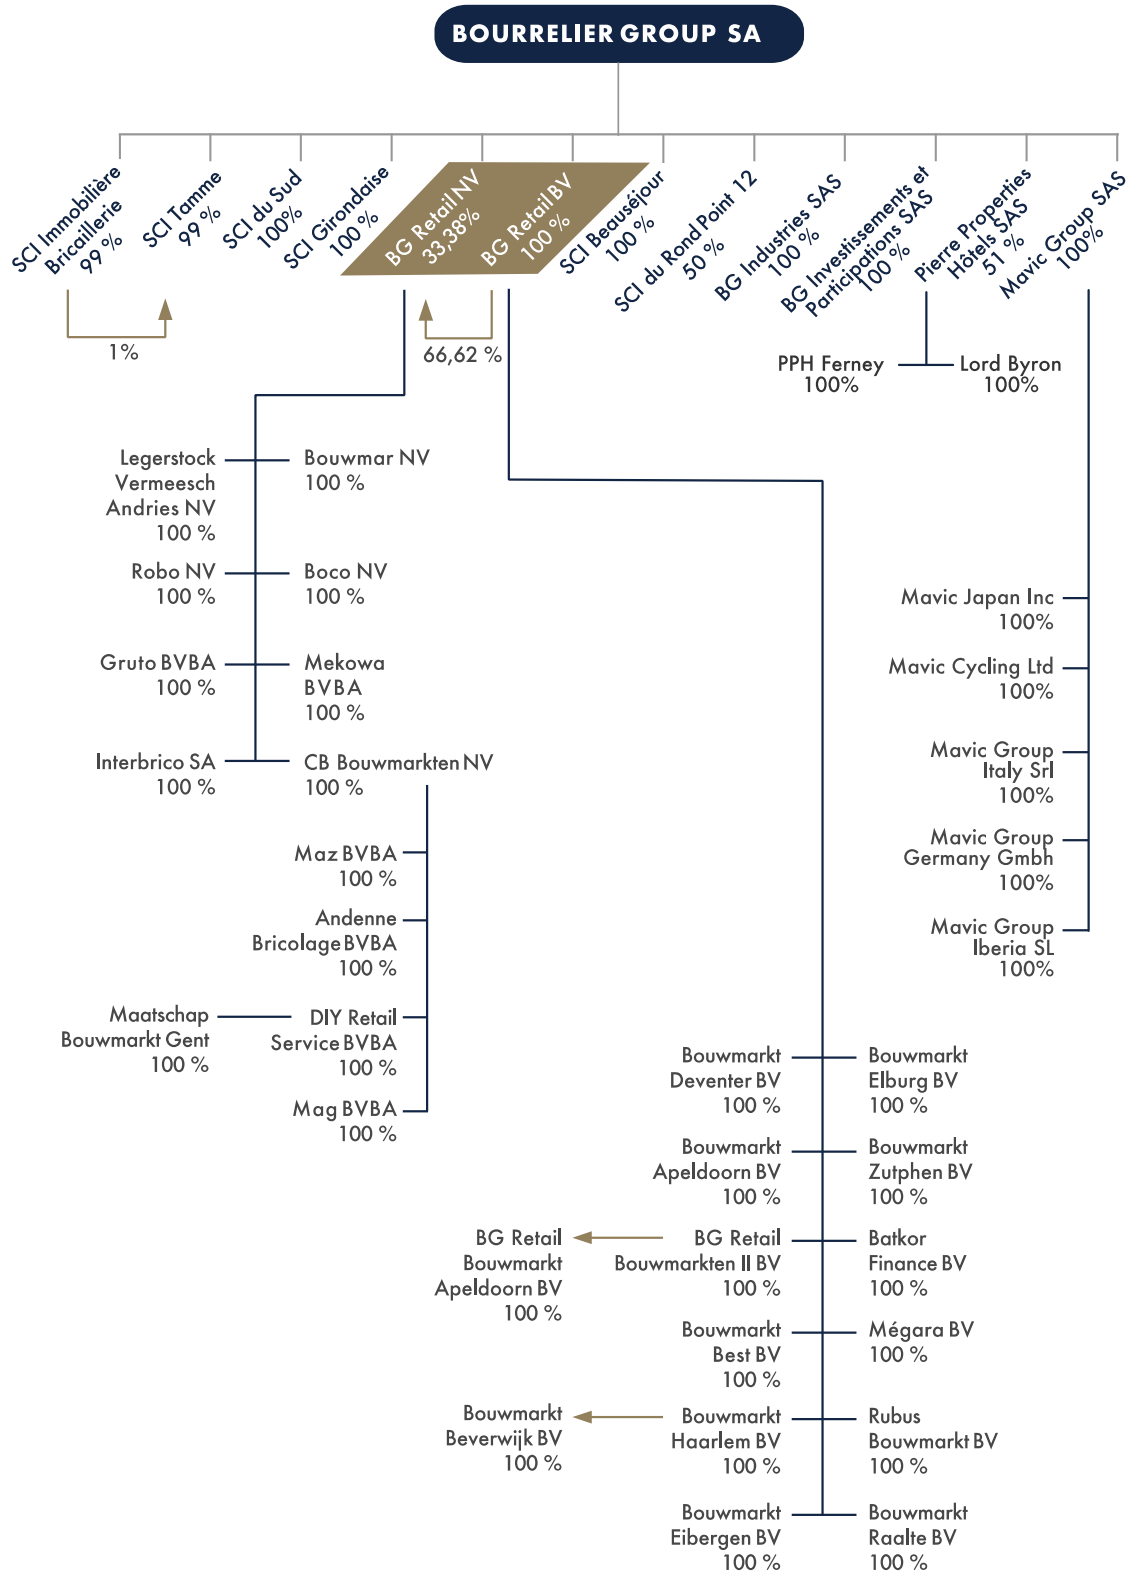 BOURRELIER GROUP SA
SCI Immobilière
Bricaillerie
99 %
SCI Tamme
99 %
SCI du Sud
100%
SCI Girondaise
100 %
BG Retail NV
33,38%
BG Retail BV
100 %
SCI Beauséjour
100 %
SCI du Rond Point 12
50 %
BG Industries SAS
100 %
BG Investissements et
Participations SAS
100 %
Pierre Properties
Hôtels SAS
51 %
Mavic Group SAS
100%
1%
66,62 %
PPH Ferney
100%
Lord Byron
100%
Legerstock
Vermeesch
Andries NV
100 %
Bouwmar NV
100 %
Robo NV
100 %
Boco NV
100 %
Gruto BVBA
100 %
Mekowa
BVBA
100 %
Interbrico SA
100 %
CB Bouwmarkten NV
100 %
Maz BVBA
100 %
Andenne
Bricolage BVBA
100 %
Maatschap
Bouwmarkt Gent
100 %
DIY Retail
Service BVBA
100 %
Mag BVBA
100 %
Mavic Japan Inc
100%
Mavic Cycling Ltd
100%
Mavic Group
Italy Srl
100%
Mavic Group
Germany Gmbh
100%
Mavic Group
Iberia SL
100%
Bouwmarkt
Deventer BV
100 %
Bouwmarkt
Elburg BV
100 %
Bouwmarkt
Apeldoorn BV
100 %
Bouwmarkt
Zutphen BV
100 %
BG Retail
Bouwmarkt
Apeldoorn BV
100 %
BG Retail
Bouwmarkten II BV
100 %
Batkor
Finance BV
100 %
Bouwmarkt
Best BV
100 %
Mégara BV
100 %
Bouwmarkt
Beverwijk BV
100 %
Bouwmarkt
Haarlem BV
100 %
Rubus
Bouwmarkt BV
100 %
Bouwmarkt
Eibergen BV
100 %
Bouwmarkt
Raalte BV
100 %